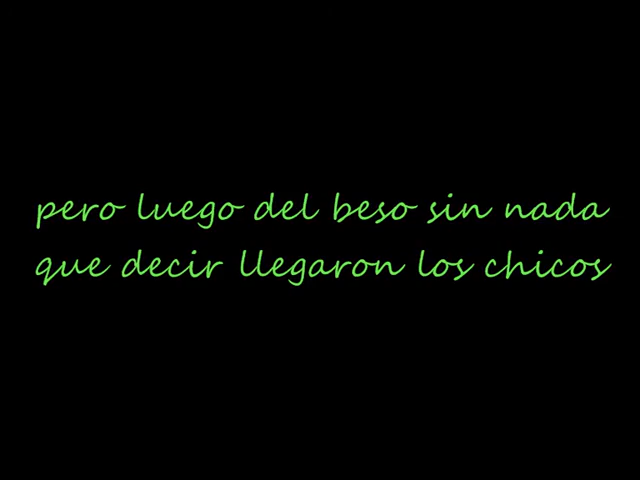 pero luego del beso sin nada
que decir llegaron los chicos